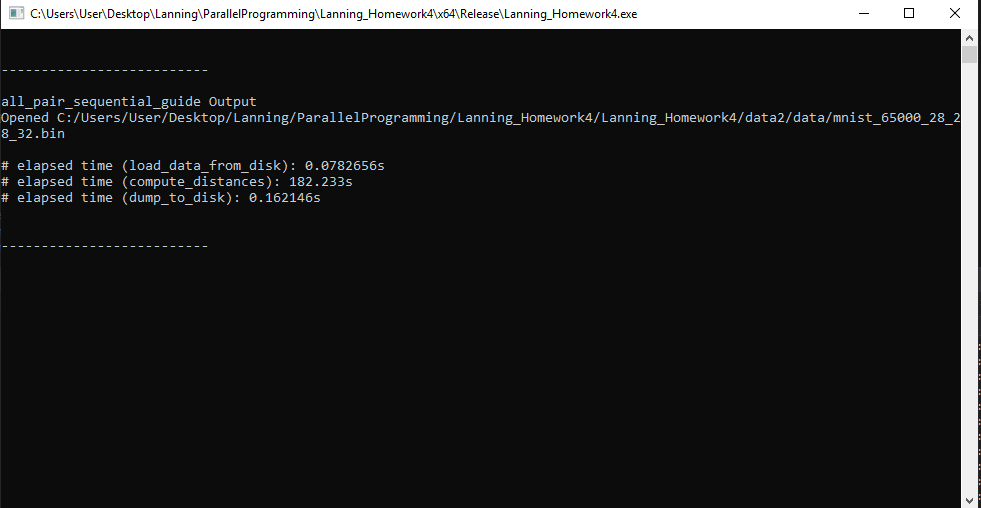 C:\Users\User\Desktop\Lanning\ParallelProgramming\Lanning_Homework4\x64\Release\Lanning_Homework4.exe
--------------------------
all_pair_sequential_guide Output
Opened C:/Users/User/Desktop/Lanning/ParallelProgramming/Lanning_Homework4/Lanning_Homework4/data2/data/mnist_65000_28_2
8_32.bin
# elapsed time (load_data_from_disk): 0.0782656s
# elapsed time (compute_distances): 182.233s
# elapsed time (dump_to_disk): 0.162146s
--------------------------